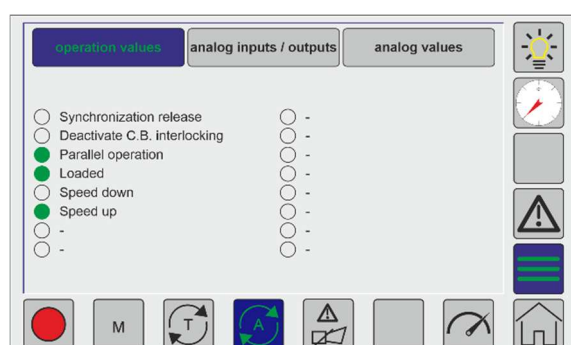 operation values
analog inputs / outputs
analog values
Synchronization release
Deactivate C.B. interlocking
Parallel operation
Loaded
Speed down
Speed up
-
-
-
-
-
-
-
-
-
-
M
T
A